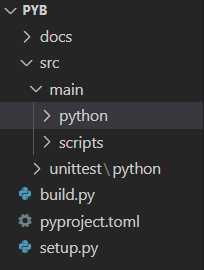 PYB
docs
src
main
python
scripts
unittest\python
build.py
pyproject.toml
setup.py